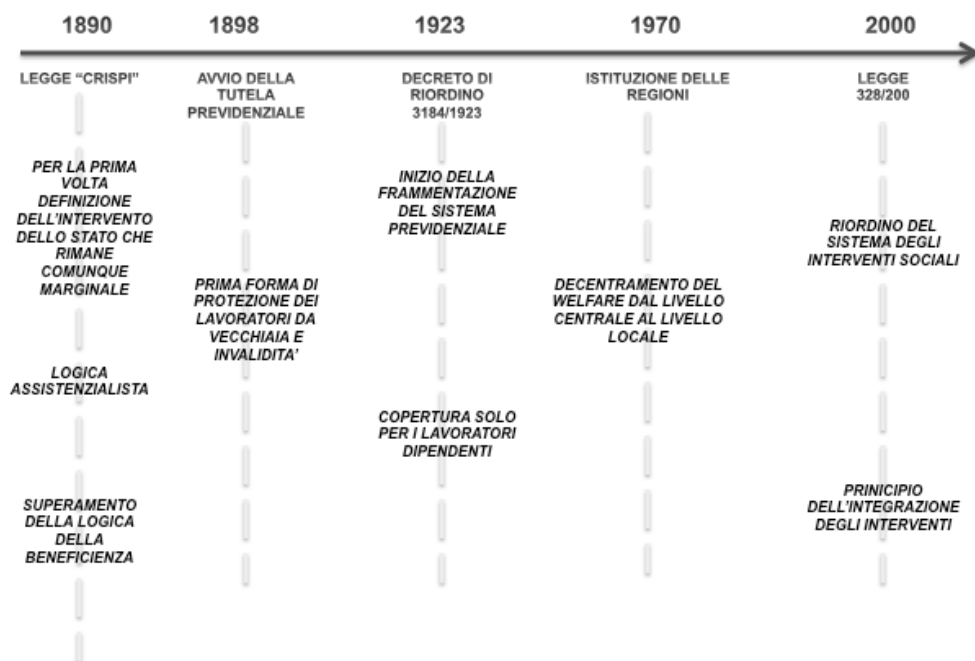 1890
1898
1923
1970
2000
LEGGE “CRISPI”
PER LA PRIMA
VOLTA
DEFINIZIONE
DELL’INTERVENTO
DELLO STATO CHE
RIMANE
COMUNQUE
MARGINALE
LOGICA
ASSISTENZIALISTA
SUPERAMENTO
DELLA LOGICA
DELLA
BENEFICIENZA
AVVIO DELLA
TUTELA
PREVIDENZIALE
PRIMA FORMA DI
PROTEZIONE DEI
LAVORATORI DA
VECCHIAIA E
INVALIDITA’
DECRETO DI
RIORDINO
3184/1923
INIZIO DELLA
FRAMMENTAZIONE
DEL SISTEMA
PREVIDENZIALE
COPERTURA SOLO
PER I LAVORATORI
DIPENDENTI
ISTITUZIONE DELLE
REGIONI
DECENTRAMENTO DEL
WELFARE DAL LIVELLO
CENTRALE AL LIVELLO
LOCALE
LEGGE
328/200
RIORDINO DEL
SISTEMA DEGLI
INTERVENTI SOCIALI
PRINICIPIO
DELL’INTEGRAZIONE
DEGLI INTERVENTI